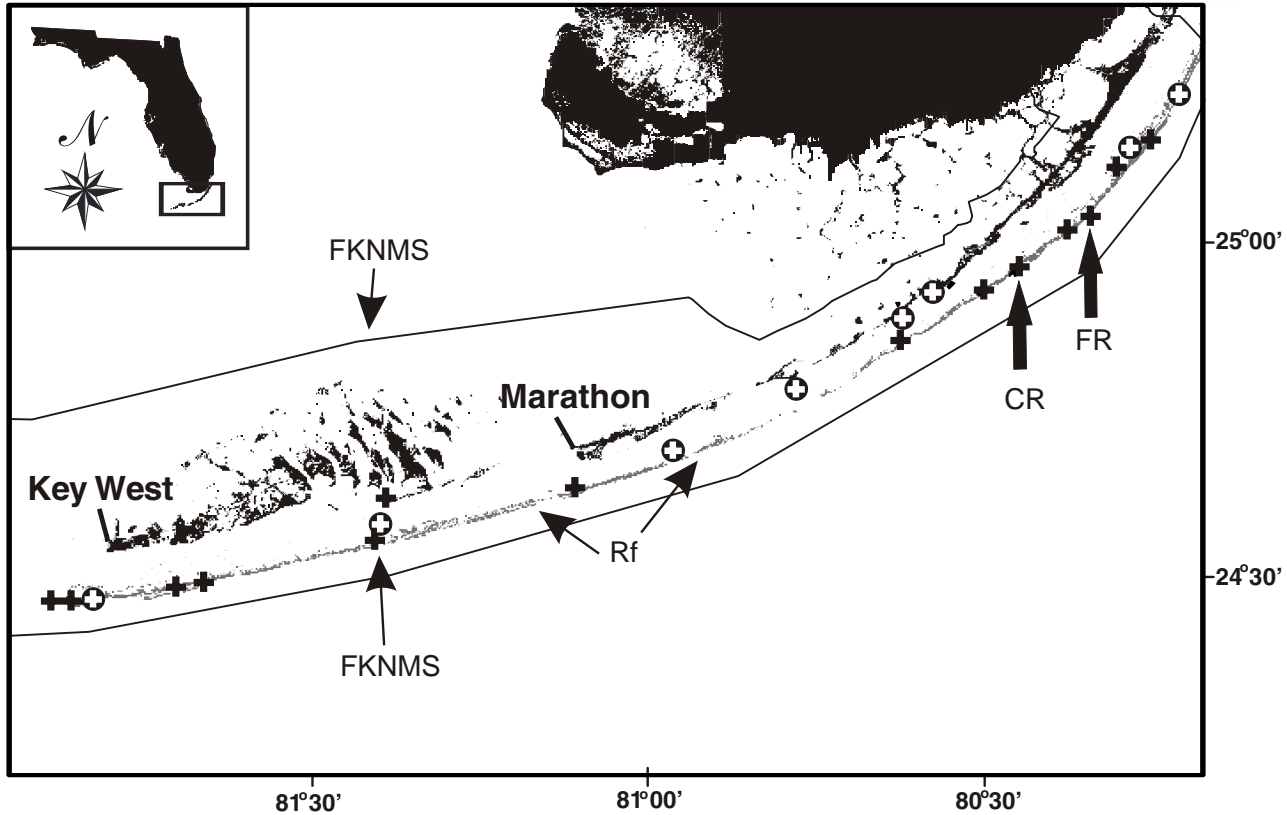 N
FKNMS
25°00’
FR
CR
Marathon
Key West
Rf
24°30’
FKNMS
81°30’
81°00’
80°30’